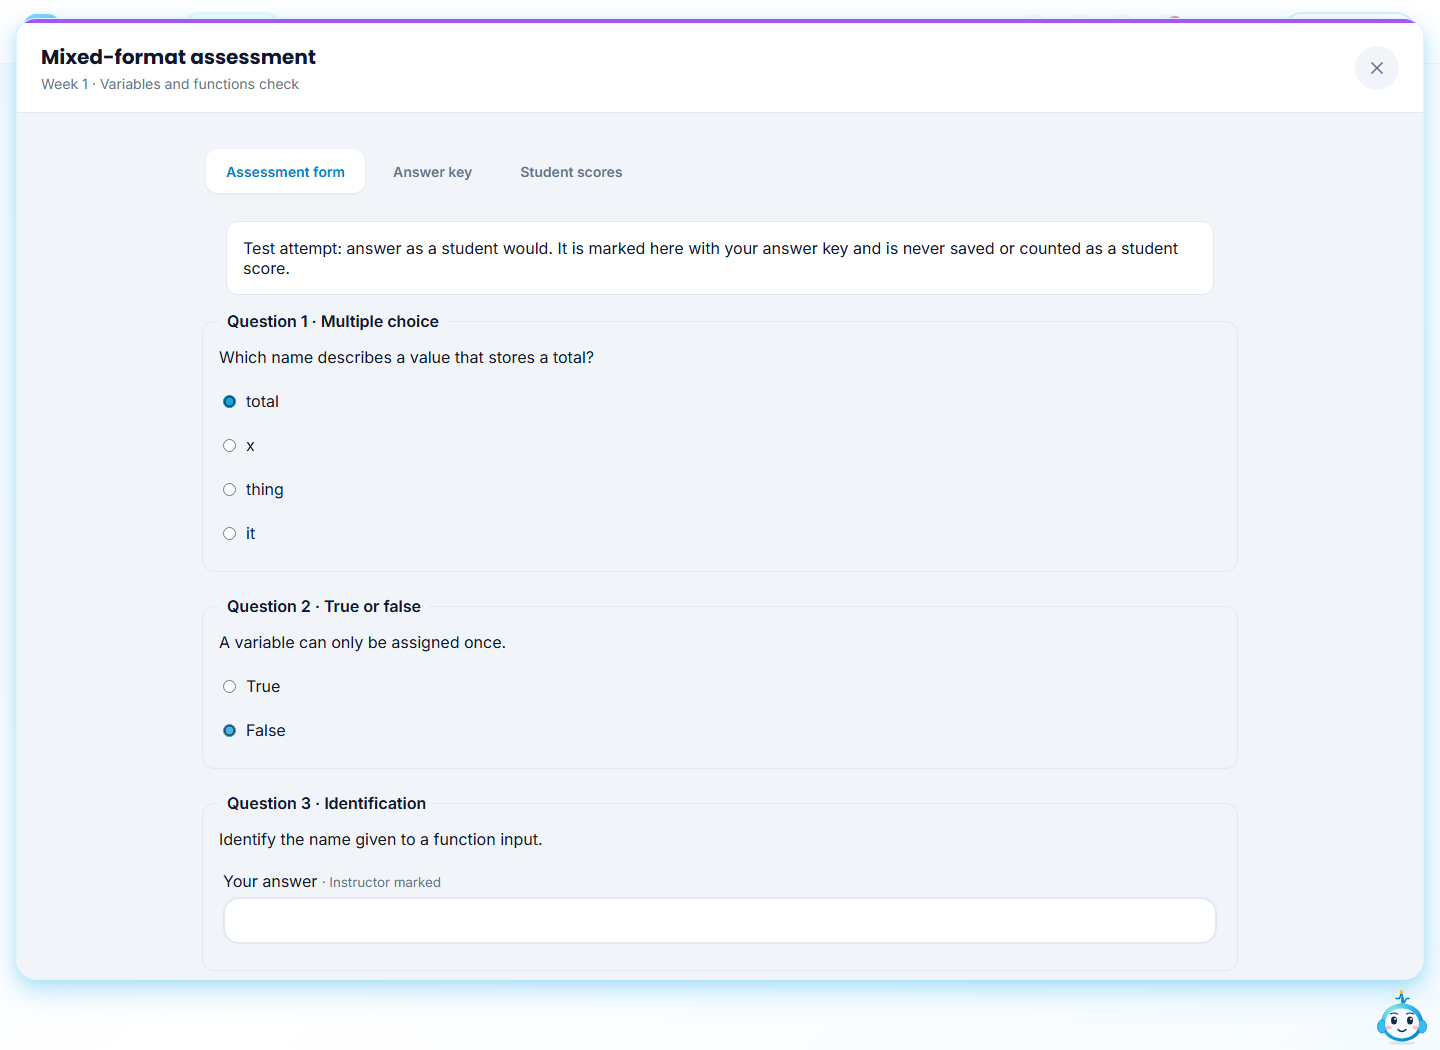 Mixed-format assessment
Week 1 · Variables and functions check
Assessment form
Answer key
Student scores
Test attempt: answer as a student would. It is marked here with your answer key and is never saved or counted as a student
score.
Question 1 · Multiple choice
Which name describes a value that stores a total?
total
x
thing
it
Question 2 · True or false
A variable can only be assigned once.
True
False
Question 3 · Identification
Identify the name given to a function input.
Your answer · Instructor marked